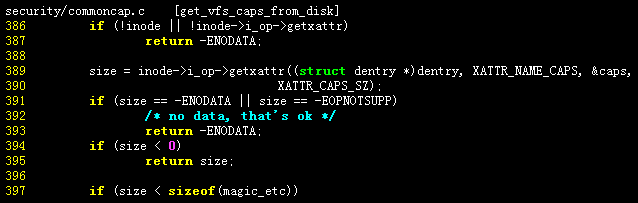 security/commoncap.c    [get_vfs_caps_from_disk]
386         if (!inode || !inode->i_op->getxattr)
387                 return -ENODATA;
388
389         size = inode->i_op->getxattr((struct dentry *)dentry, XATTR_NAME_CAPS, &caps,
390                                      XATTR_CAPS_SZ);
391         if (size == -ENODATA || size == -EOPNOTSUPP)
392                 /* no data, that's ok */
393                 return -ENODATA;
394         if (size < 0)
395                 return size;
396
397         if (size < sizeof(magic_etc))